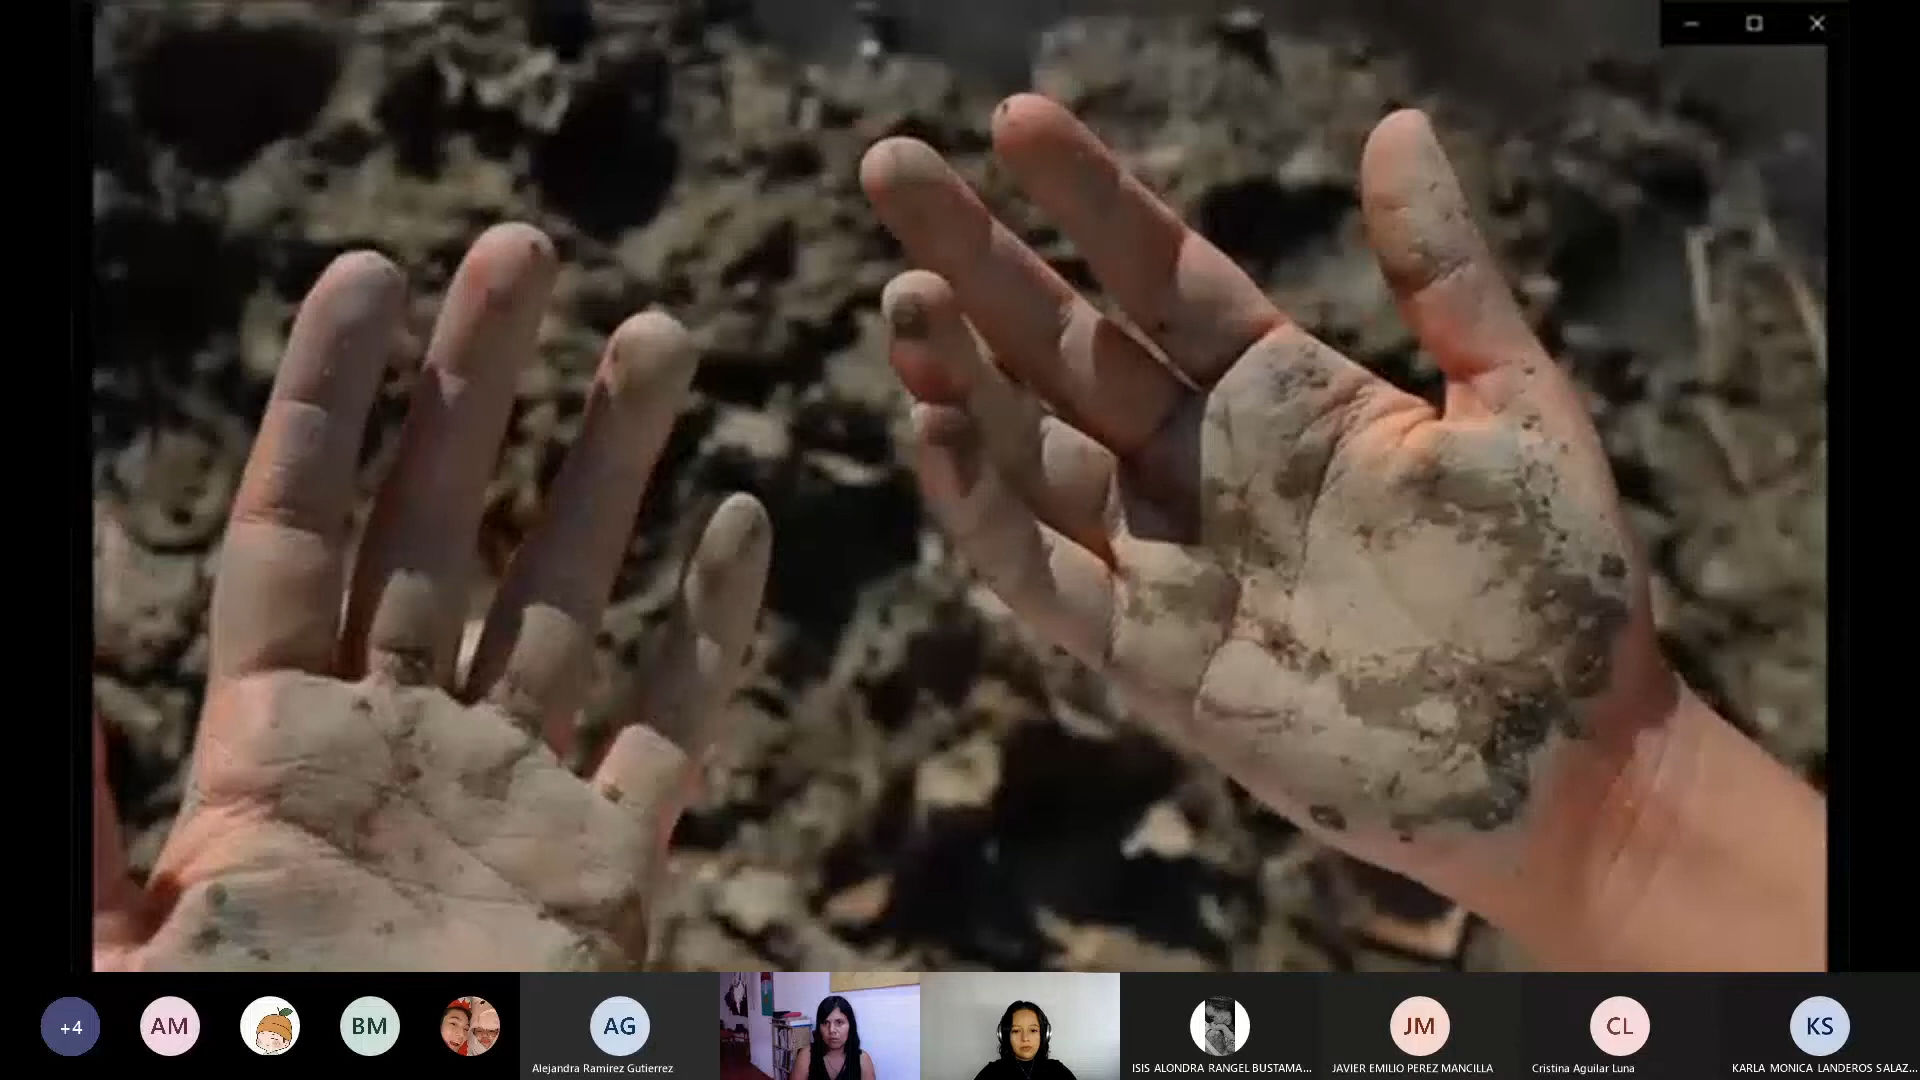 +4
AM
BM
AG
Alejandra Ramirez Gutierrez
ISIS ALONDRA RANGEL BUSTAMA...
JM
JAVIER EMILIO PEREZ MANCILLA
CL
Cristina Aguilar Luna
KS
KARLA MONICA LANDEROS SALAZ...